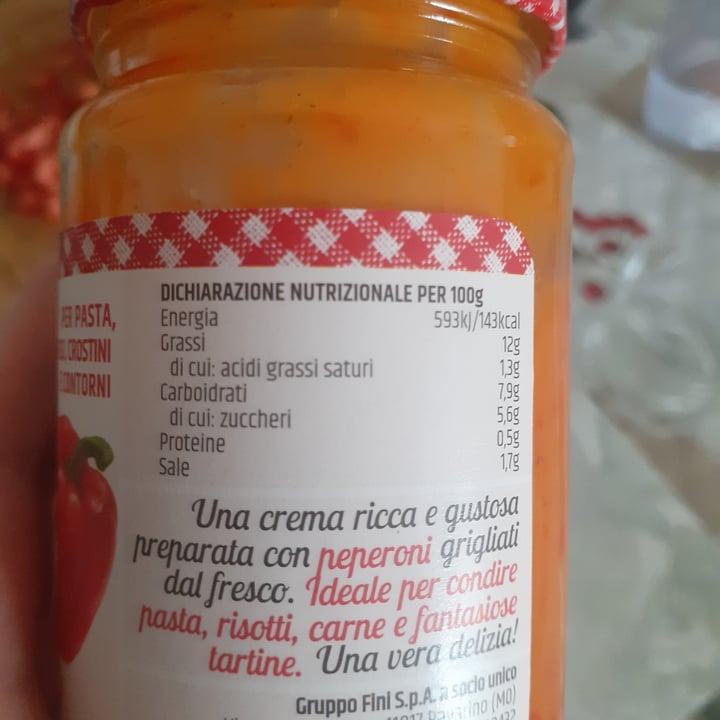 PER PASTA,
CROSTINI
CONTORNI
DICHIARAZIONE NUTRIZIONALE PER 100g
Energia 593kJ/143kcal
Grassi 12g
di cui: acidi grassi saturi 1,3g
Carboidrati 7,9g
di cui: zuccheri 5,6g
Proteine 0,5g
Sale 1,7g
Una crema ricca e gustosa
preparata con peperoni grigliati
dal fresco. Ideale per condire
pasta, risotti, carne e fantasiose
tartine. Una vera delizia!
Gruppo Fini S.p.A. a socio unico
(MO)